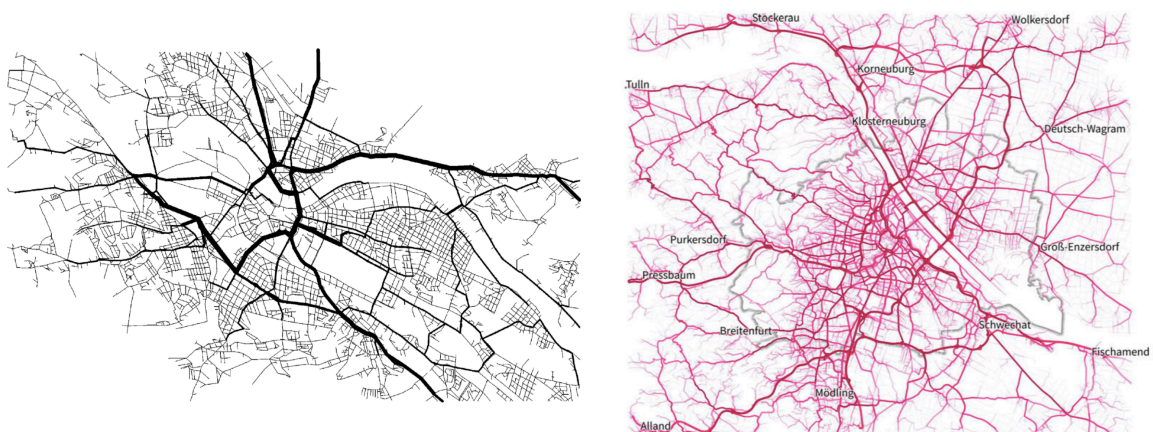 Stockerau
Wolkersdorf
Korneuburg
Tulln
Klosterneuburg
Deutsch-Wagram
Purkersdorf
Groß-Enzersdorf
Pressbaum
Breitenfurt
Schwechat
Fischamend
Mödling
Alland